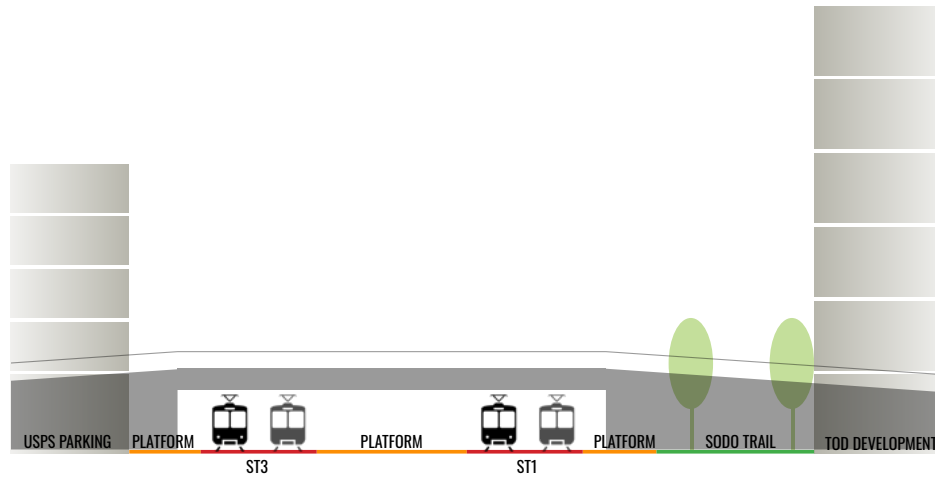 USPS PARKING
PLATFORM
PLATFORM
PLATFORM
SODO TRAIL
TOD DEVELOPMENT
ST3
ST1